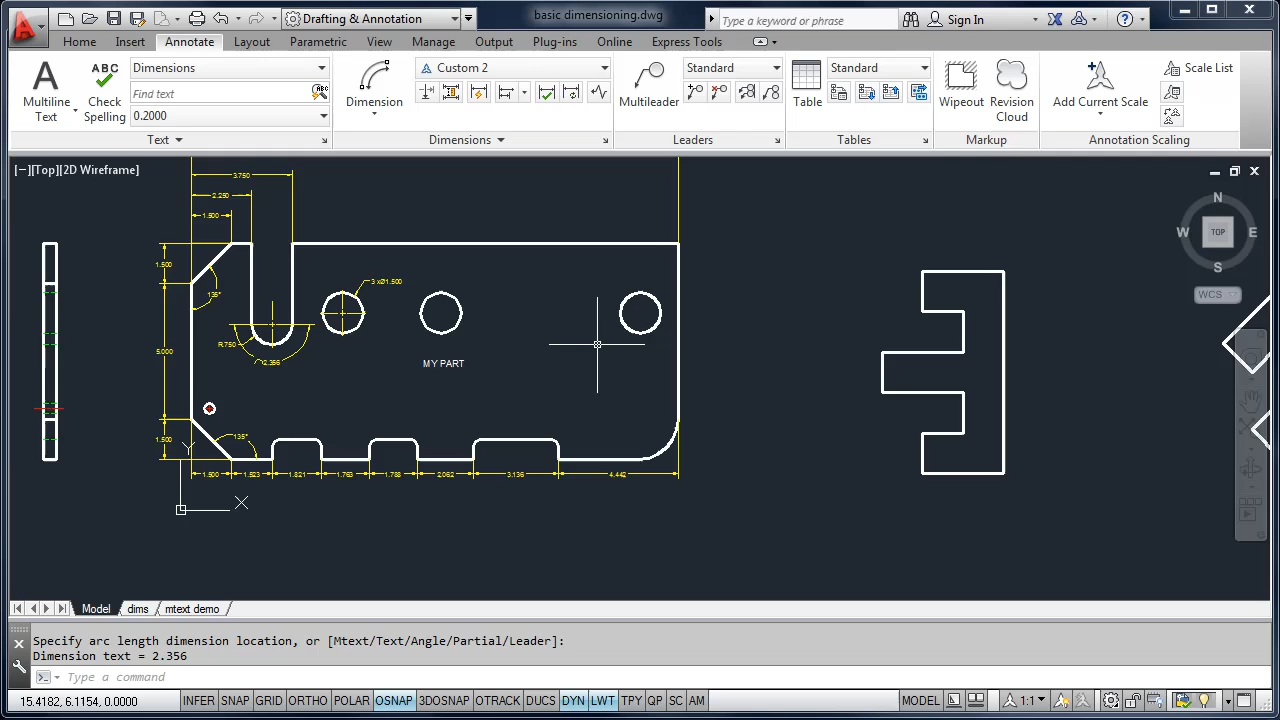 Drafting & Annotation
basic dimensioning.dwg
Type a keyword or phrase
Sign In
Home Insert Annotate Layout Parametric View Manage Output Plug-ins Online Express Tools
Multiline Text
ABC
Check Spelling
Dimensions
Find text
ABC
0.2000
Text
Dimension
Custom 2
Dimensions
Multileader
Standard
Leaders
Table
Standard
Tables
Wipeout
Revision Cloud
Markup
Add Current Scale
Scale List
Annotation Scaling
[−][Top][2D Wireframe]
N
W
TOP
E
S
WCS
3.750
2.250
1.500
1.500
135°
3 xØ1.500
R.750
2.356
5.000
MY PART
1.500
135°
1.500
1.523
1.821
1.763
1.788
2.062
3.136
4.442
Y
X
Model dims mtext demo
Specify arc length dimension location, or [Mtext/Text/Angle/Partial/Leader]:
Dimension text = 2.356
Type a command
15.4182, 6.1154, 0.0000
INFER SNAP GRID ORTHO POLAR OSNAP 3DOSNAP OTRACK DUCS DYN LWT TPY QP SC AM
MODEL
1:1